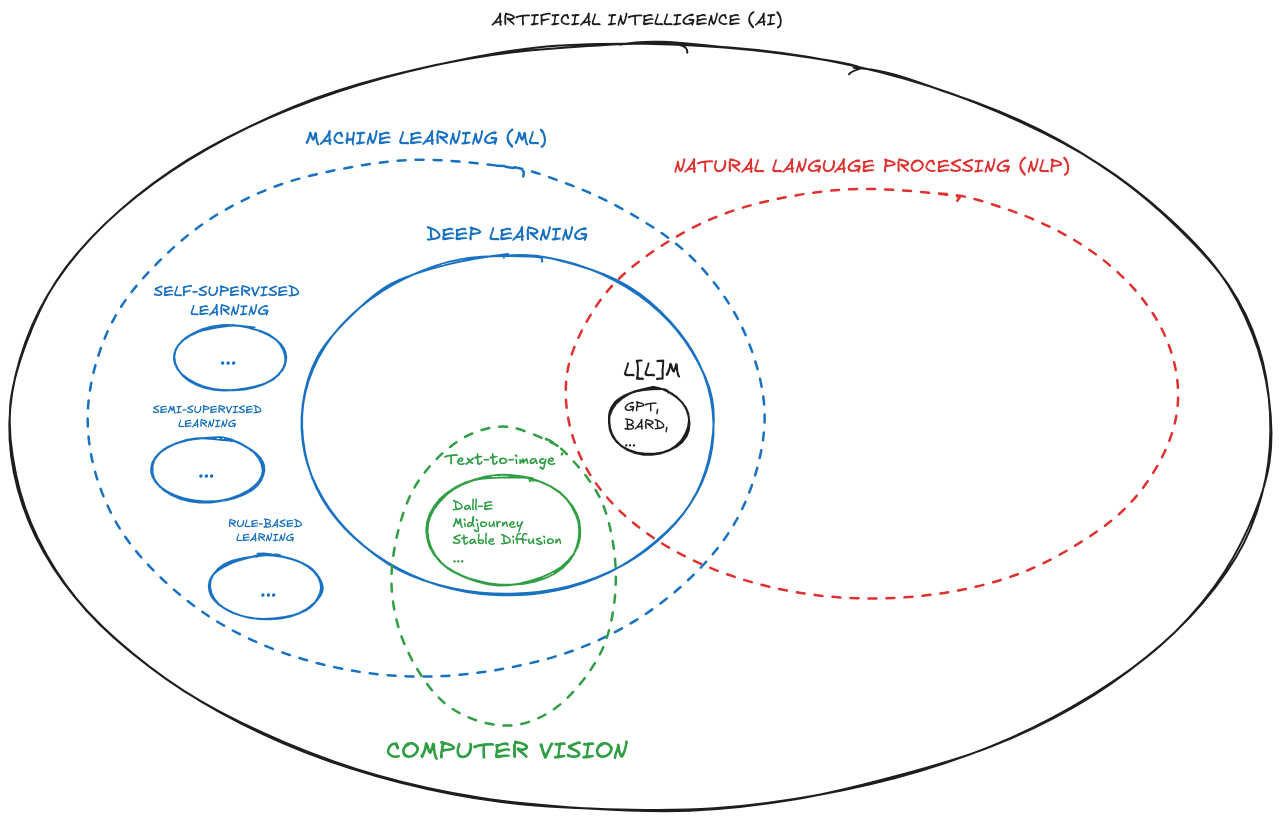 ARTIFICIAL INTELLIGENCE (AI)
MACHINE LEARNING (ML)
NATURAL LANGUAGE PROCESSING (NLP)
DEEP LEARNING
SELF-SUPERVISED
LEARNING
...
SEMI-SUPERVISED
LEARNING
...
RULE-BASED
LEARNING
...
L[L]M
GPT,
BARD,
...
Text-to-image
Dall-E
Midjourney
Stable Diffusion
...
COMPUTER VISION